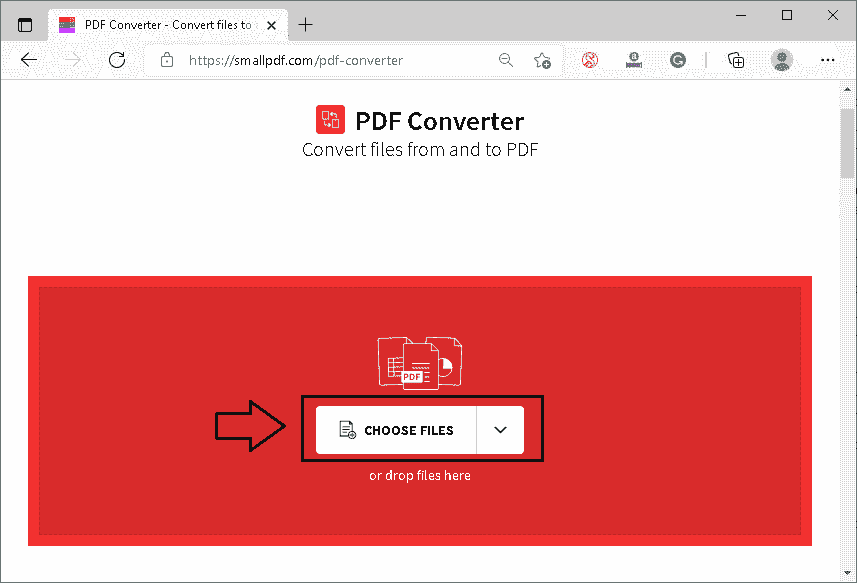 PDF Converter - Convert files to
https://smallpdf.com/pdf-converter
PDF Converter
Convert files from and to PDF
PDF
CHOOSE FILES
or drop files here